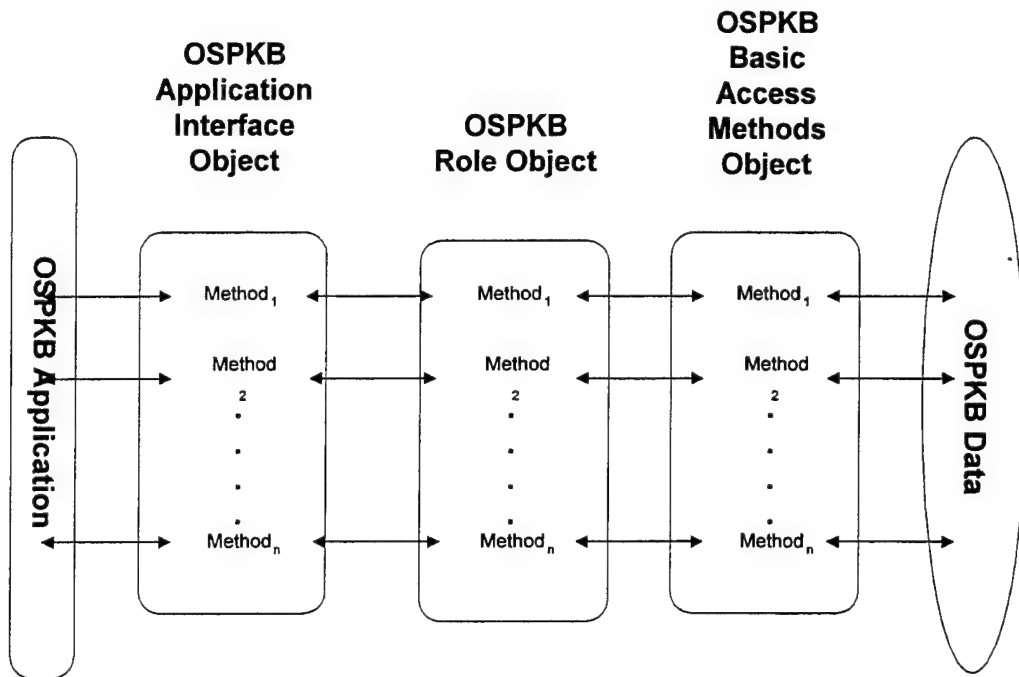 OSPKB
Application
Interface
Object
OSPKB
Role Object
OSPKB
Basic
Access
Methods
Object
OSPKB Application
Method1
Method
2
Methodn
Method1
Method
2
Methodn
Method1
Method
2
Methodn
OSPKB Data